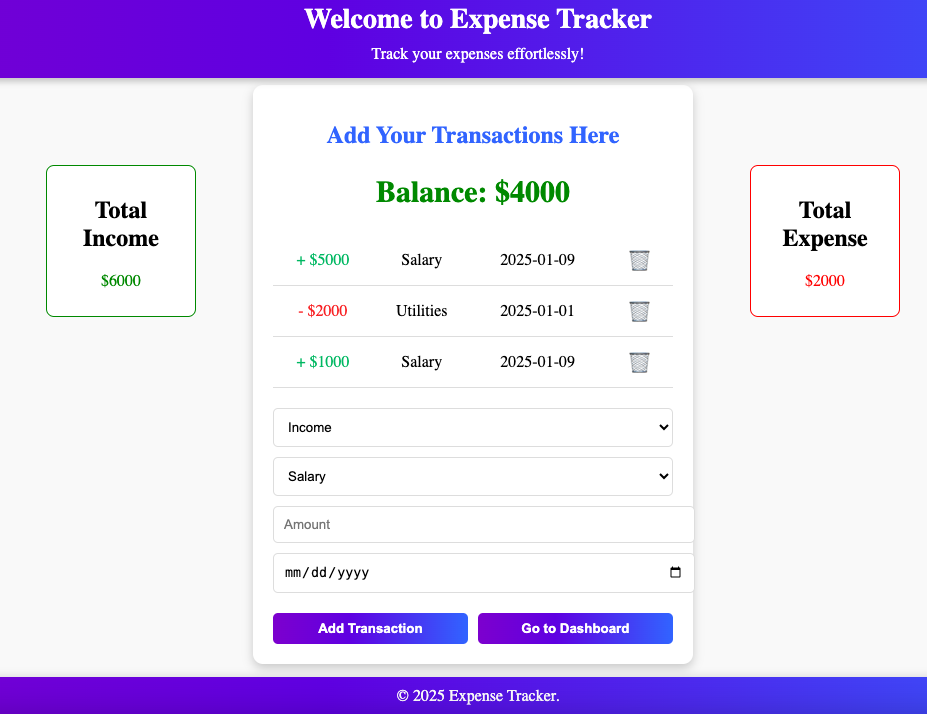 Welcome to Expense Tracker
Track your expenses effortlessly!
Add Your Transactions Here
Balance: $4000
Total
Income
$6000
Total
Expense
$2000
+ $5000 Salary 2025-01-09
- $2000 Utilities 2025-01-01
+ $1000 Salary 2025-01-09
Income
Salary
Amount
mm/dd/yyyy
Add Transaction Go to Dashboard
© 2025 Expense Tracker.